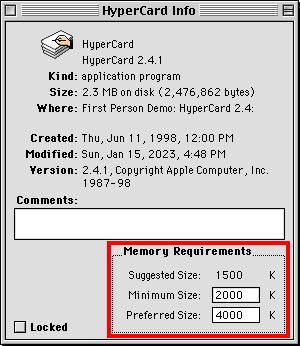 HyperCard Info
HyperCard
HyperCard 2.4.1
Kind: application program
Size: 2.3 MB on disk (2,476,862 bytes)
Where: First Person Demo: HyperCard 2.4:
Created: Thu, Jun 11, 1998, 12:00 PM
Modified: Sun, Jan 15, 2023, 4:48 PM
Version: 2.4.1, Copyright Apple Computer, Inc.
1987-98
Comments:
Memory Requirements
Suggested Size: 1500 K
Minimum Size: 2000 K
Preferred Size: 4000 K
Locked